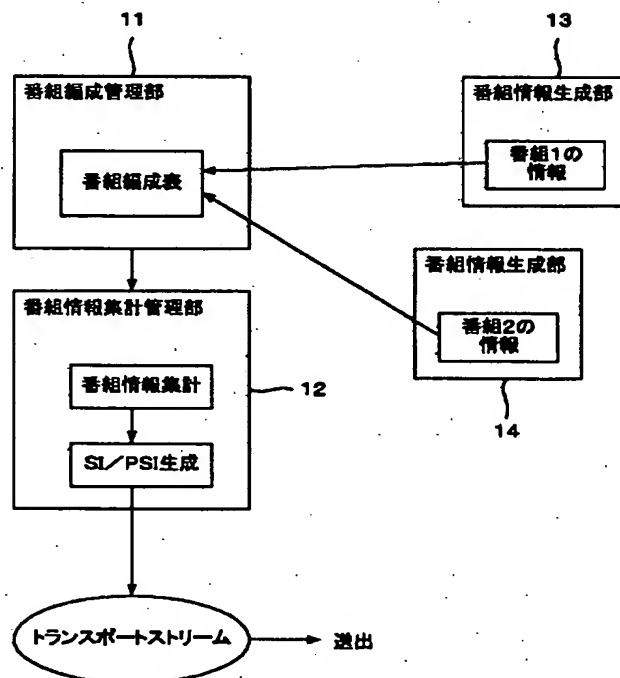 11
13
番組編成管理部
番組編成表
番組情報生成部
番組1の
情報
番組情報生成部
番組2の
情報
14
番組情報集計管理部
番組情報集計
SI/PSI生成
12
トランスポートストリーム
送出